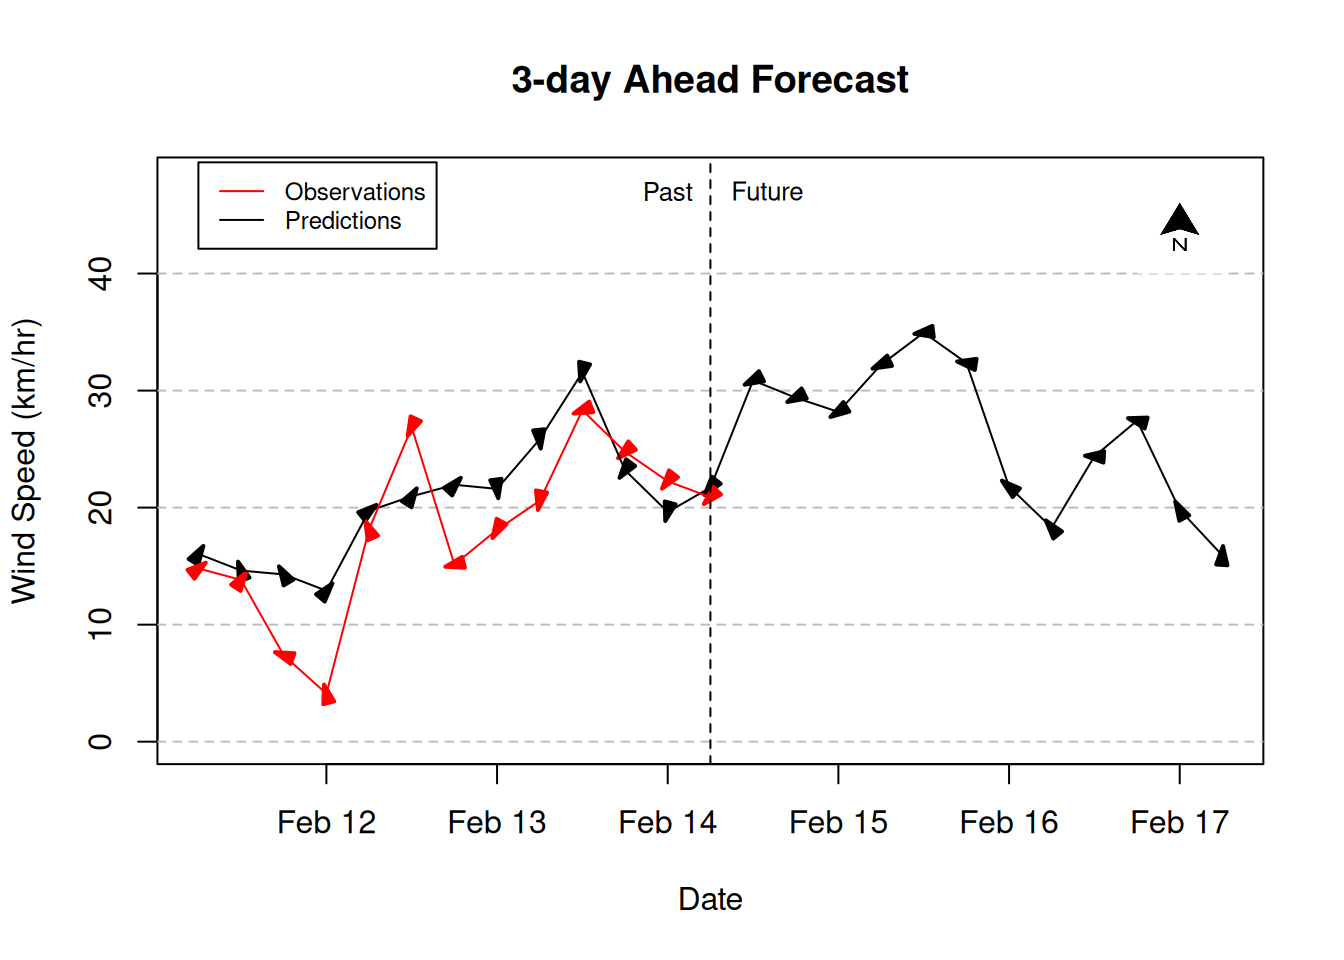 3-day Ahead Forecast
Observations
Predictions
Past
Future
N
Wind Speed (km/hr)
40
30
20
10
0
Feb 12
Feb 13
Feb 14
Feb 15
Feb 16
Feb 17
Date